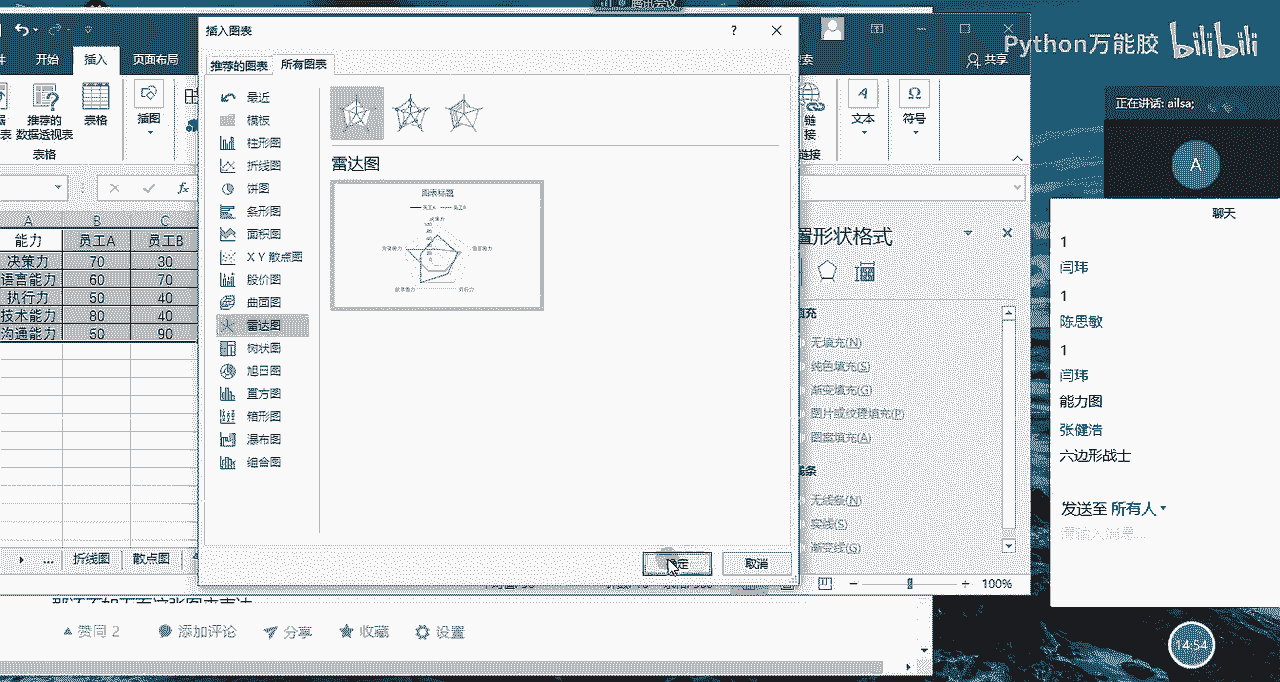 腾讯会议
插入图表
?
推荐的图表
所有图表
最近
模板
柱形图
折线图
饼图
条形图
面积图
X Y 散点图
股价图
曲面图
雷达图
树状图
旭日图
直方图
箱形图
瀑布图
组合图
雷达图
图表标题
确定
取消
开始
插入
页面布局
推荐的
数据透视表
表格
插图
表格
fx
A B C
能力 员工A 员工B
决策力 70 30
语言能力 60 70
执行力 50 40
技术能力 80 40
沟通能力 50 90
...
折线图
散点图
共享
链
接
链接
文本
符号
置形状格式
填充
无填充(N)
纯色填充(S)
渐变填充(G)
图片或纹理填充(P)
图案填充(A)
线条
无线条(N)
实线(S)
渐变线(G)
100%
赞同 2
添加评论
分享
收藏
设置
Python万能胶 bilibili
正在讲话: ailsa;
A
聊天
1
闫玮
1
陈思敏
1
闫玮
能力图
张健浩
六边形战士
发送至 所有人
请输入消息...
14:54